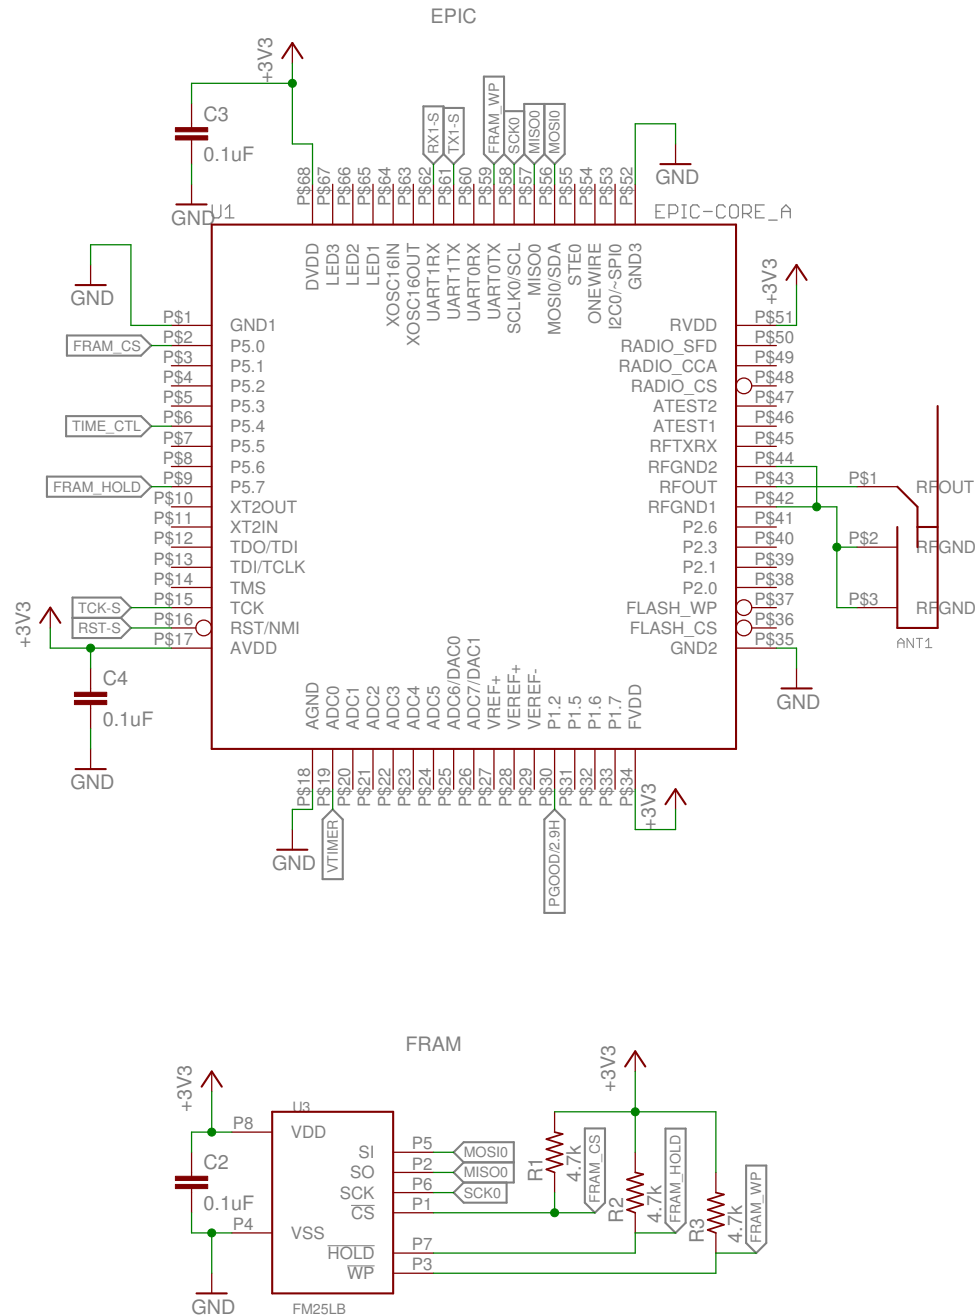 EPIC
+3V3
C3
0.1uF
GND
U1
EPIC-CORE_A
RX1-S
TX1-S
FRAM_WP
SCK0
MISO0
MOSI0
GND
P$68
P$67
P$66
P$65
P$64
P$63
P$62
P$61
P$60
P$59
P$58
P$57
P$56
P$55
P$54
P$53
P$52
DVDD
LED3
LED2
LED1
XOSC16IN
XOSC16OUT
UART1RX
UART1TX
UART0RX
UART0TX
SCLK0/SCL
MISO0
MOSI0/SDA
STE0
ONEWIRE
I2C0/~SPI0
GND3
GND
P$1 GND1
FRAM_CS P$2 P5.0
P$3 P5.1
P$4 P5.2
P$5 P5.3
TIME_CTL P$6 P5.4
P$7 P5.5
P$8 P5.6
FRAM_HOLD P$9 P5.7
P$10 XT2OUT
P$11 XT2IN
P$12 TDO/TDI
P$13 TDI/TCLK
P$14 TMS
TCK-S P$15 TCK
RST-S P$16 RST/NMI
P$17 AVDD
+3V3
C4
0.1uF
GND
+3V3
RVDD P$51
RADIO_SFD P$50
RADIO_CCA P$49
RADIO_CS P$48
ATEST2 P$47
ATEST1 P$46
RFTXRX P$45
RFGND2 P$44
RFOUT P$43
RFGND1 P$42
P2.6 P$41
P2.3 P$40
P2.1 P$39
P2.0 P$38
FLASH_WP P$37
FLASH_CS P$36
GND2 P$35
GND
P$1 RFOUT
P$2 RFGND
P$3 RFGND
ANT1
AGND
ADC0
ADC1
ADC2
ADC3
ADC4
ADC5
ADC6/DAC0
ADC7/DAC1
VREF+
VEREF+
VEREF-
P1.2
P1.5
P1.6
P1.7
FVDD
P$18
P$19
P$20
P$21
P$22
P$23
P$24
P$25
P$26
P$27
P$28
P$29
P$30
P$31
P$32
P$33
P$34
GND
VTIMER
PGOOD/2.9H
+3V3
FRAM
+3V3
U3
P8 VDD
C2
0.1uF
P4 VSS
GND
SI P5 MOSI0
SO P2 MISO0
SCK P6 SCK0
CS P1
HOLD P7
WP P3
FM25LB
+3V3
R1
4.7k
FRAM_CS
R2
4.7k
FRAM_HOLD
R3
4.7k
FRAM_WP